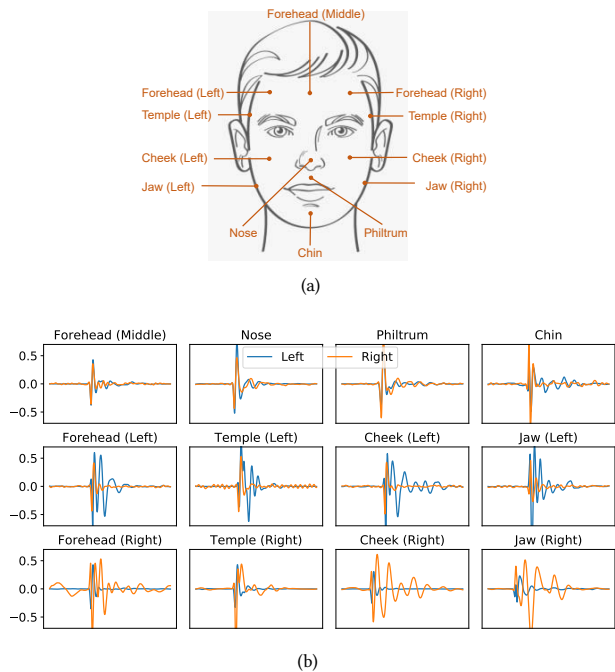 Forehead (Middle)
Forehead (Left) Forehead (Right)
Temple (Left) Temple (Right)
Cheek (Left) Cheek (Right)
Jaw (Left) Jaw (Right)
Nose Philtrum
Chin
(a)
Forehead (Middle) Nose Philtrum Chin
Left Right
0.5
0.0
−0.5
Forehead (Left) Temple (Left) Cheek (Left) Jaw (Left)
0.5
0.0
−0.5
Forehead (Right) Temple (Right) Cheek (Right) Jaw (Right)
0.5
0.0
−0.5
(b)